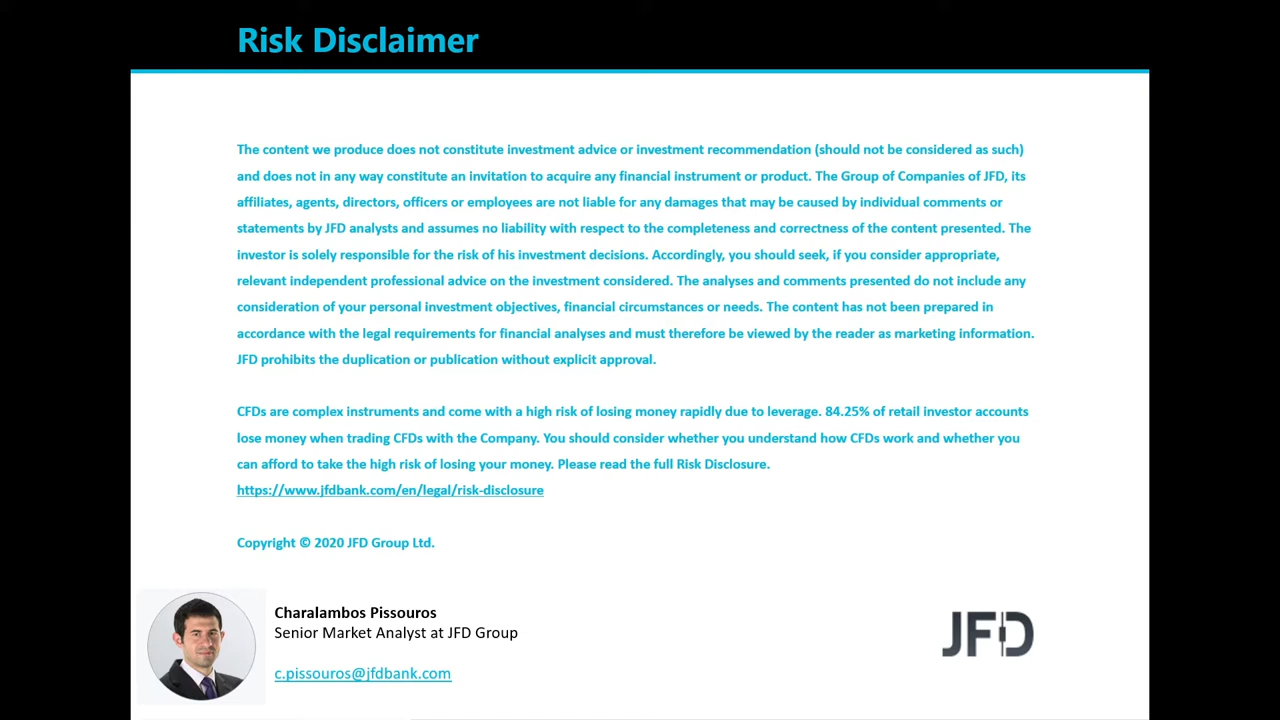 Risk Disclaimer
The content we produce does not constitute investment advice or investment recommendation (should not be considered as such)
and does not in any way constitute an invitation to acquire any financial instrument or product. The Group of Companies of JFD, its
affiliates, agents, directors, officers or employees are not liable for any damages that may be caused by individual comments or
statements by JFD analysts and assumes no liability with respect to the completeness and correctness of the content presented. The
investor is solely responsible for the risk of his investment decisions. Accordingly, you should seek, if you consider appropriate,
relevant independent professional advice on the investment considered. The analyses and comments presented do not include any
consideration of your personal investment objectives, financial circumstances or needs. The content has not been prepared in
accordance with the legal requirements for financial analyses and must therefore be viewed by the reader as marketing information.
JFD prohibits the duplication or publication without explicit approval.
CFDs are complex instruments and come with a high risk of losing money rapidly due to leverage. 84.25% of retail investor accounts
lose money when trading CFDs with the Company. You should consider whether you understand how CFDs work and whether you
can afford to take the high risk of losing your money. Please read the full Risk Disclosure.
https://www.jfdbank.com/en/legal/risk-disclosure
Copyright © 2020 JFD Group Ltd.
Charalambos Pissouros
Senior Market Analyst at JFD Group
c.pissouros@jfdbank.com
JFD